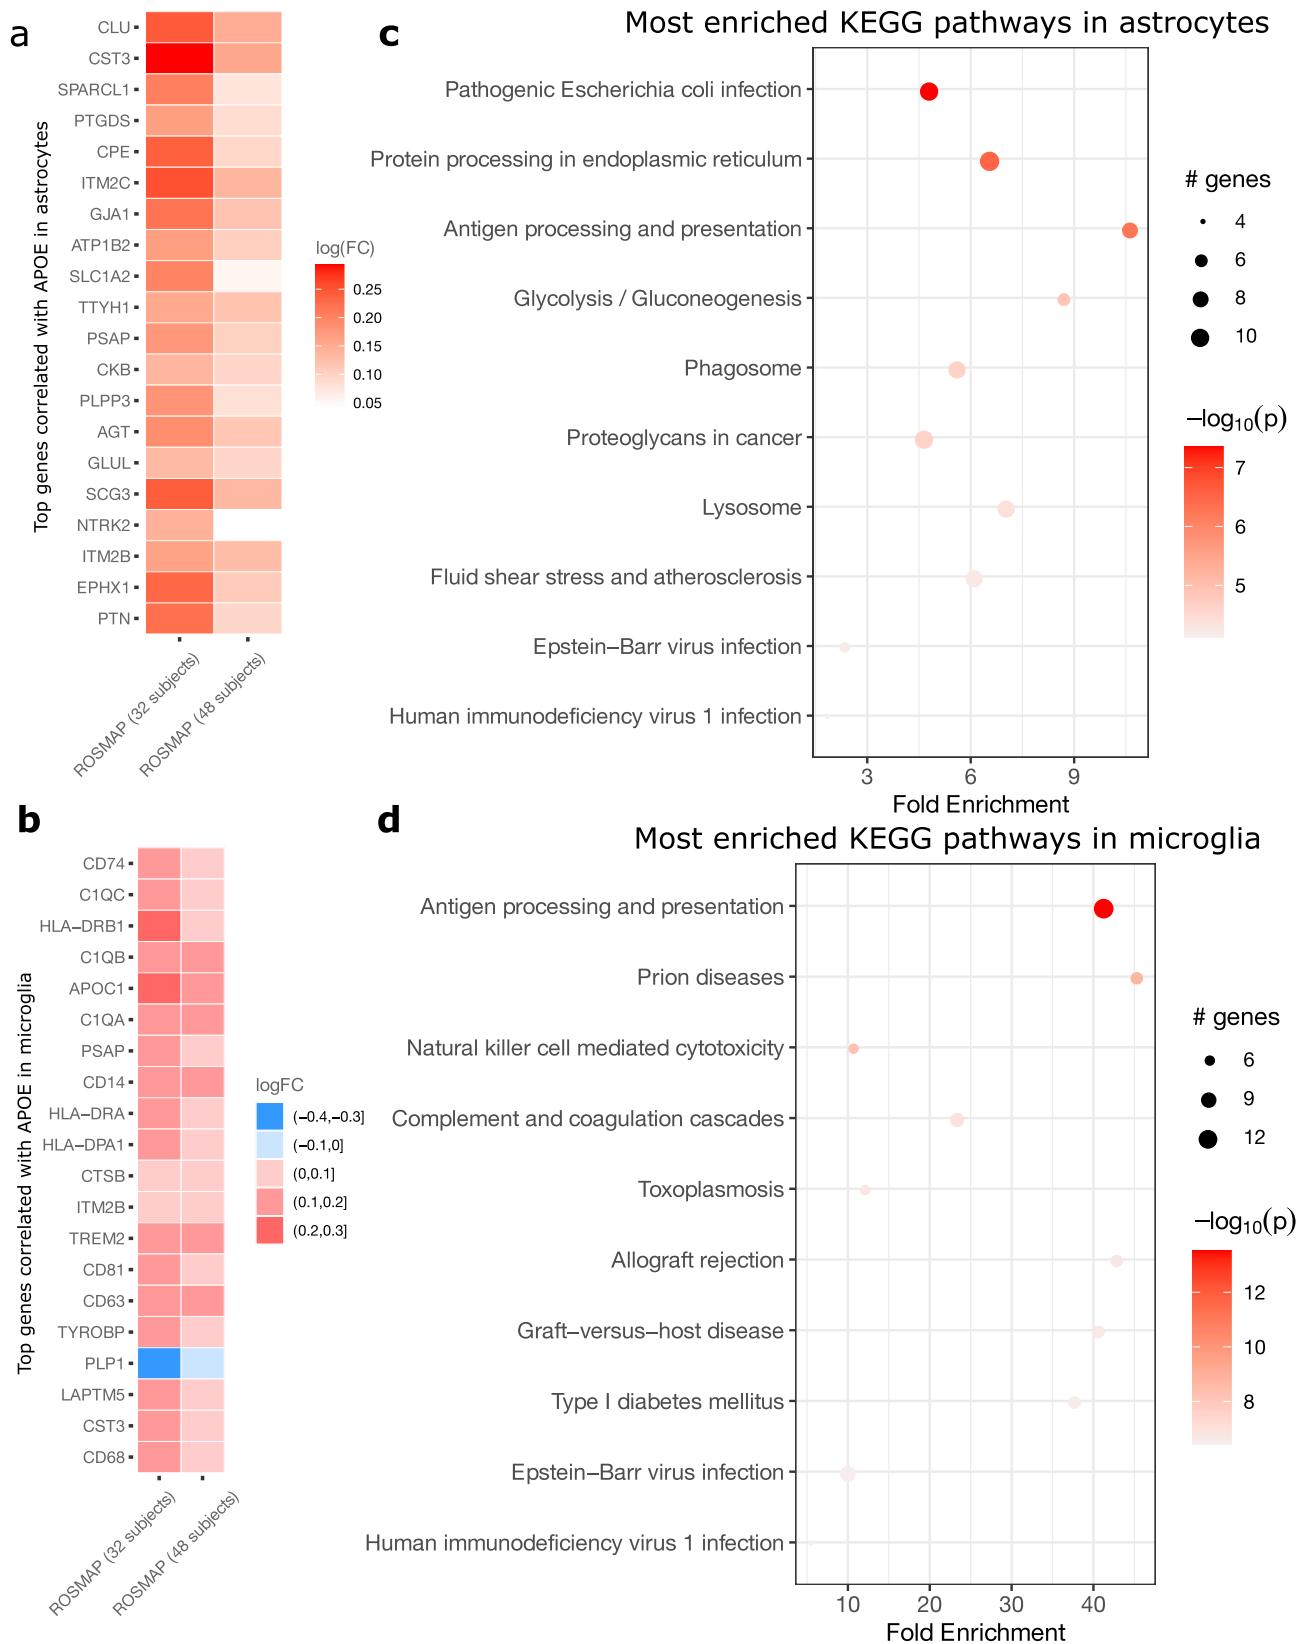 a
Top genes correlated with APOE in astrocytes
CLU
CST3
SPARCL1
PTGDS
CPE
ITM2C
GJA1
ATP1B2
SLC1A2
TTYH1
PSAP
CKB
PLPP3
AGT
GLUL
SCG3
NTRK2
ITM2B
EPHX1
PTN
ROSMAP (32 subjects)
ROSMAP (48 subjects)
log(FC)
0.25
0.20
0.15
0.10
0.05
c
Most enriched KEGG pathways in astrocytes
Pathogenic Escherichia coli infection
Protein processing in endoplasmic reticulum
Antigen processing and presentation
Glycolysis / Gluconeogenesis
Phagosome
Proteoglycans in cancer
Lysosome
Fluid shear stress and atherosclerosis
Epstein−Barr virus infection
Human immunodeficiency virus 1 infection
3 6 9
Fold Enrichment
# genes
4
6
8
10
−log10(p)
7
6
5
b
Top genes correlated with APOE in microglia
CD74
C1QC
HLA−DRB1
C1QB
APOC1
C1QA
PSAP
CD14
HLA−DRA
HLA−DPA1
CTSB
ITM2B
TREM2
CD81
CD63
TYROBP
PLP1
LAPTM5
CST3
CD68
ROSMAP (32 subjects)
ROSMAP (48 subjects)
logFC
(−0.4,−0.3]
(−0.1,0]
(0,0.1]
(0.1,0.2]
(0.2,0.3]
d
Most enriched KEGG pathways in microglia
Antigen processing and presentation
Prion diseases
Natural killer cell mediated cytotoxicity
Complement and coagulation cascades
Toxoplasmosis
Allograft rejection
Graft−versus−host disease
Type I diabetes mellitus
Epstein−Barr virus infection
Human immunodeficiency virus 1 infection
10 20 30 40
Fold Enrichment
# genes
6
9
12
−log10(p)
12
10
8